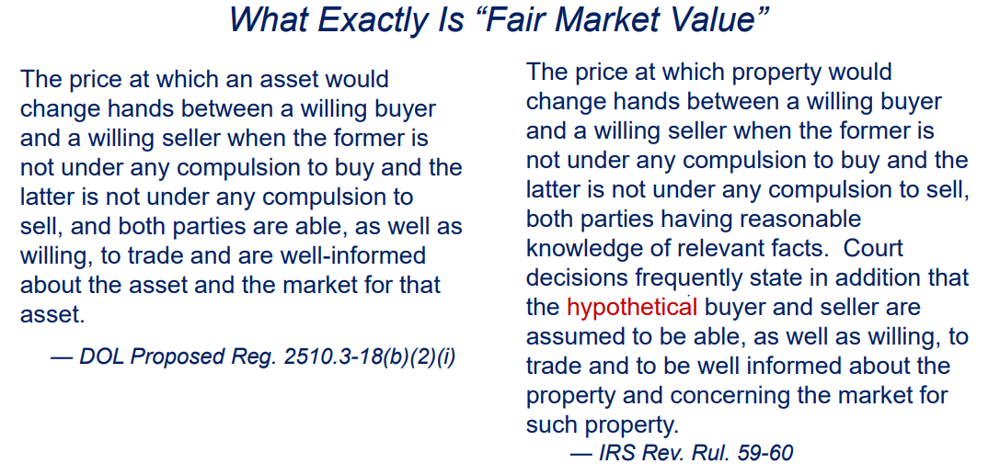 What Exactly Is “Fair Market Value”
The price at which an asset would
change hands between a willing buyer
and a willing seller when the former is
not under any compulsion to buy and the
latter is not under any compulsion to
sell, and both parties are able, as well as
willing, to trade and are well-informed
about the asset and the market for that
asset.
— DOL Proposed Reg. 2510.3-18(b)(2)(i)
The price at which property would
change hands between a willing buyer
and a willing seller when the former is
not under any compulsion to buy and the
latter is not under any compulsion to sell,
both parties having reasonable
knowledge of relevant facts.  Court
decisions frequently state in addition that
the hypothetical buyer and seller are
assumed to be able, as well as willing, to
trade and to be well informed about the
property and concerning the market for
such property.
— IRS Rev. Rul. 59-60